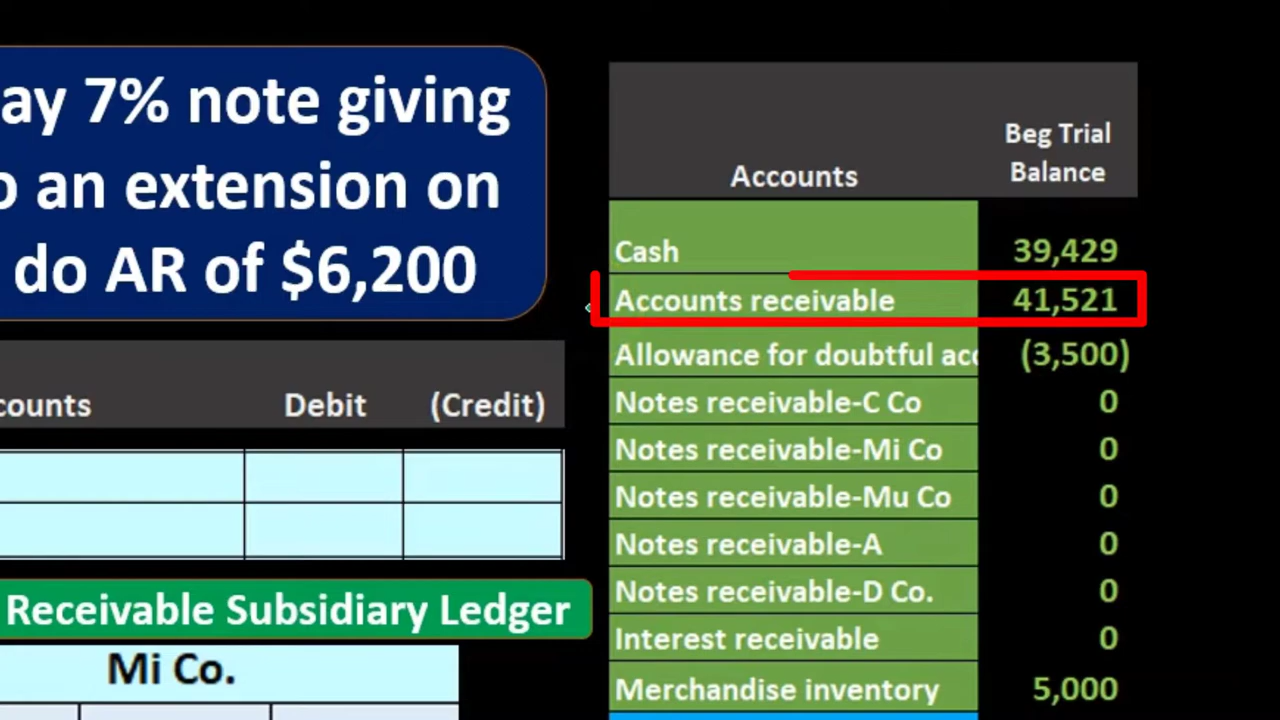 ay 7% note giving
o an extension on
do AR of $6,200
counts Debit (Credit)
Receivable Subsidiary Ledger
Mi Co.
Accounts Beg Trial Balance
Cash 39,429
Accounts receivable 41,521
Allowance for doubtful acc (3,500)
Notes receivable-C Co 0
Notes receivable-Mi Co 0
Notes receivable-Mu Co 0
Notes receivable-A 0
Notes receivable-D Co. 0
Interest receivable 0
Merchandise inventory 5,000